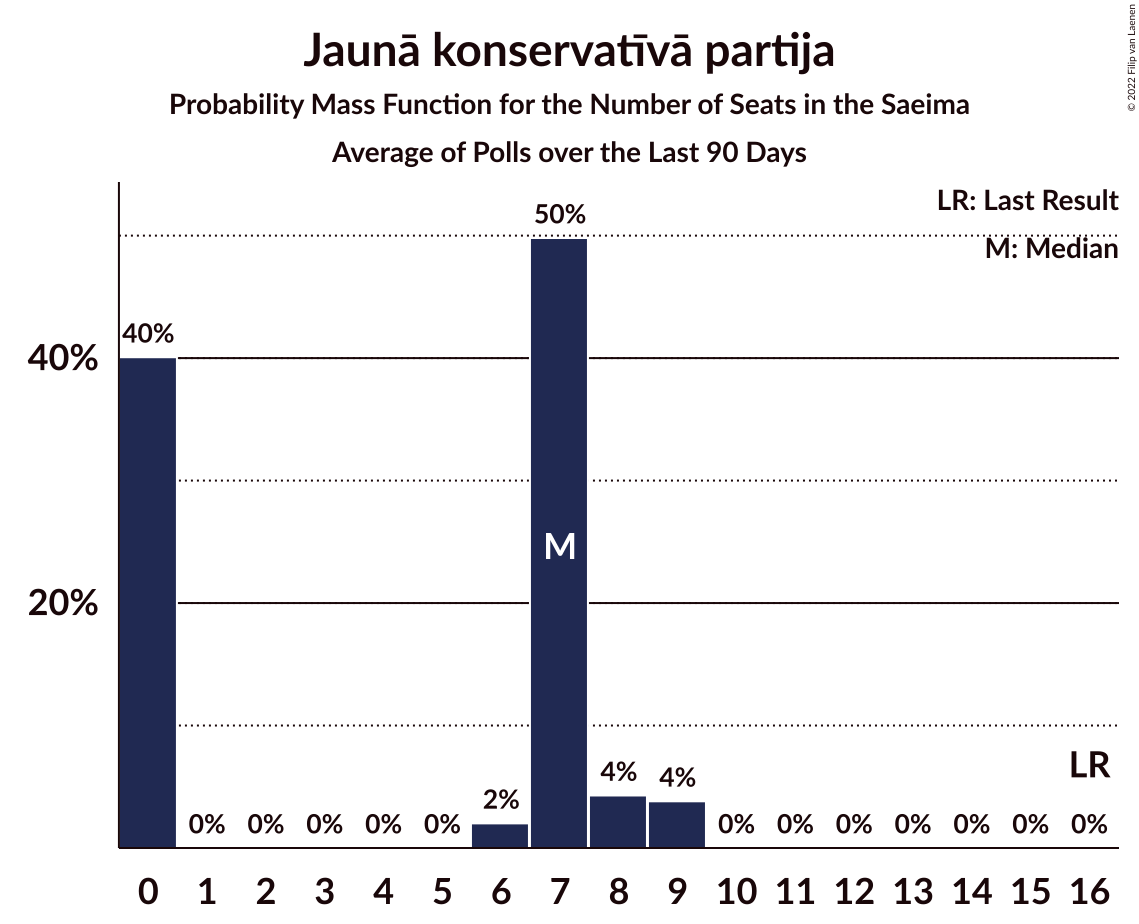 Jaunā konservatīvā partija
Probability Mass Function for the Number of Seats in the Saeima
Average of Polls over the Last 90 Days
© 2022 Filip van Laenen
LR: Last Result
M: Median
50%
40%
40%
M
20%
LR
0% 0% 0% 0% 0% 2% 4% 4% 0% 0% 0% 0% 0% 0% 0%
0 1 2 3 4 5 6 7 8 9 10 11 12 13 14 15 16